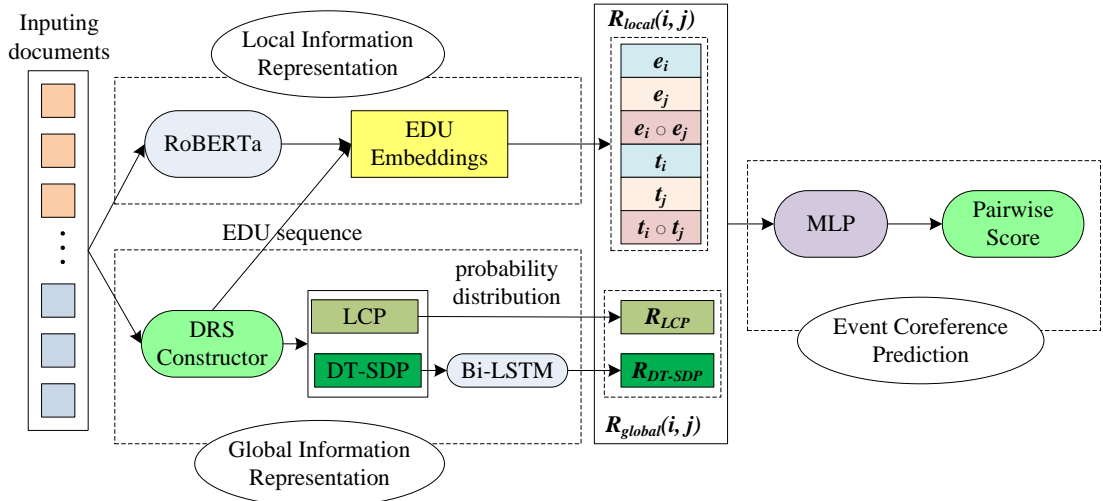 Inputing
documents
Local Information
Representation
RoBERTa
EDU
Embeddings
EDU sequence
DRS
Constructor
LCP
DT-SDP
probability
distribution
Bi-LSTM
Global Information
Representation
R_local(i, j)
e_i
e_j
e_i ○ e_j
t_i
t_j
t_i ○ t_j
R_LCP
R_DT-SDP
R_global(i, j)
MLP
Pairwise
Score
Event Coreference
Prediction